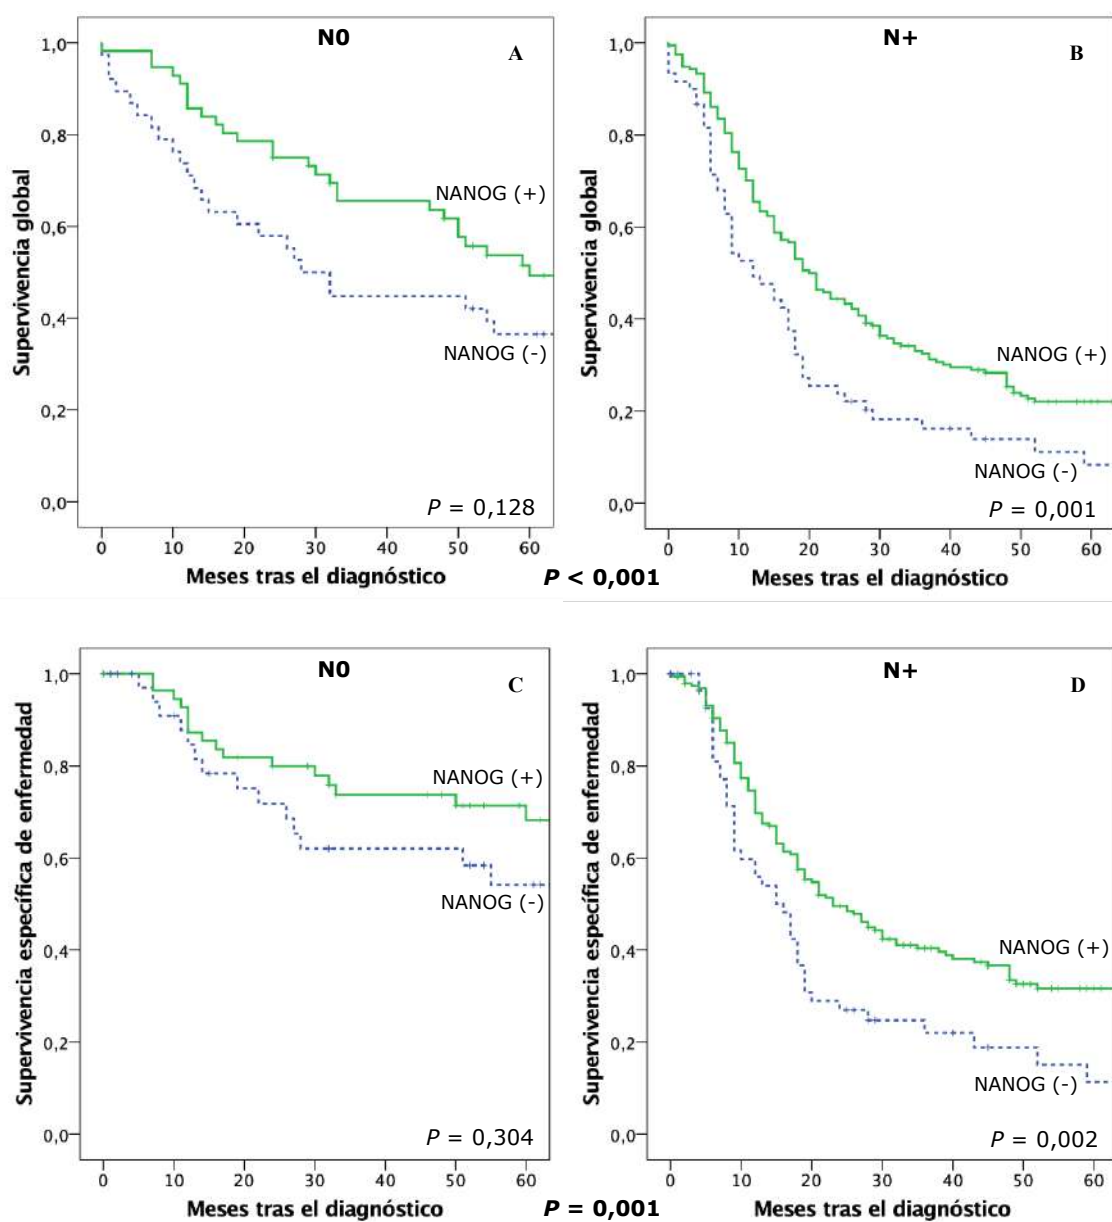 N0
A
1,0
0,8
0,6
0,4
0,2
0,0
Supervivencia global
NANOG (+)
NANOG (-)
P = 0,128
0 10 20 30 40 50 60
Meses tras el diagnóstico
N+
B
1,0
0,8
0,6
0,4
0,2
0,0
Supervivencia global
NANOG (+)
NANOG (-)
P = 0,001
0 10 20 30 40 50 60
Meses tras el diagnóstico
P < 0,001
N0
C
1,0
0,8
0,6
0,4
0,2
0,0
Supervivencia específica de enfermedad
NANOG (+)
NANOG (-)
P = 0,304
0 10 20 30 40 50 60
Meses tras el diagnóstico
N+
D
1,0
0,8
0,6
0,4
0,2
0,0
Supervivencia específica de enfermedad
NANOG (+)
NANOG (-)
P = 0,002
0 10 20 30 40 50 60
Meses tras el diagnóstico
P = 0,001